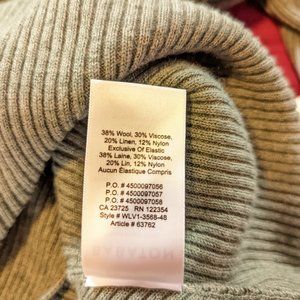 38% Wool, 30% Viscose,
20% Linen, 12% Nylon
Exclusive Of Elastic
38% Laine, 30% Viscose,
20% Lin, 12% Nylon
Aucun Élastique Compris
P.O. # 4500097056
P.O. # 4500097057
P.O. # 4500097058
CA 23725 RN 122354
Style # WLV1-3568-48
Article # 63762